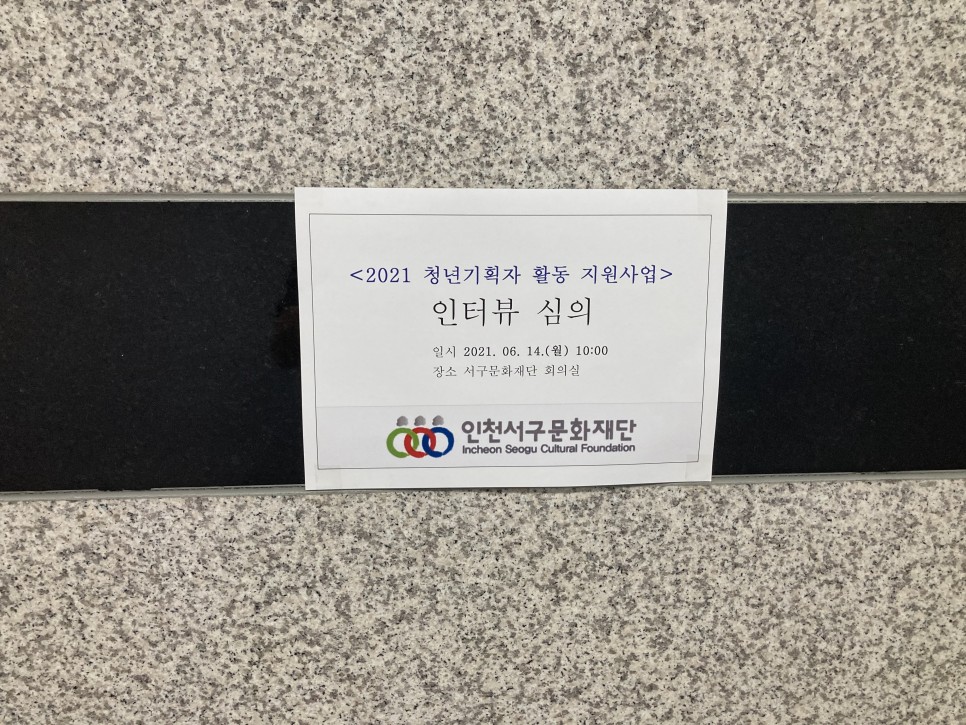 <2021 청년기획자 활동 지원사업>
인터뷰 심의
일시 2021. 06. 14.(월) 10:00
장소 서구문화재단 회의실
인천서구문화재단
Incheon Seogu Cultural Foundation